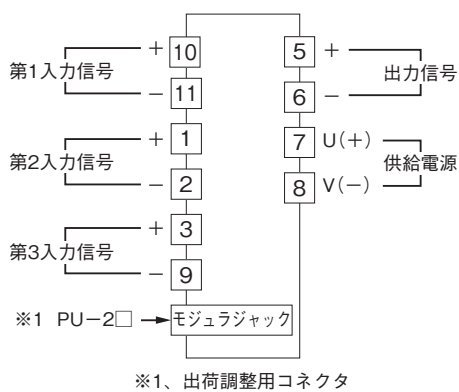 第1入力信号
+ 10
− 11
第2入力信号
+ 1
− 2
第3入力信号
+ 3
− 9
5 +
6 −
出力信号
7 U(+)
8 V(−)
供給電源
※1 PU−2□
モジュラジャック
※1、出荷調整用コネクタ